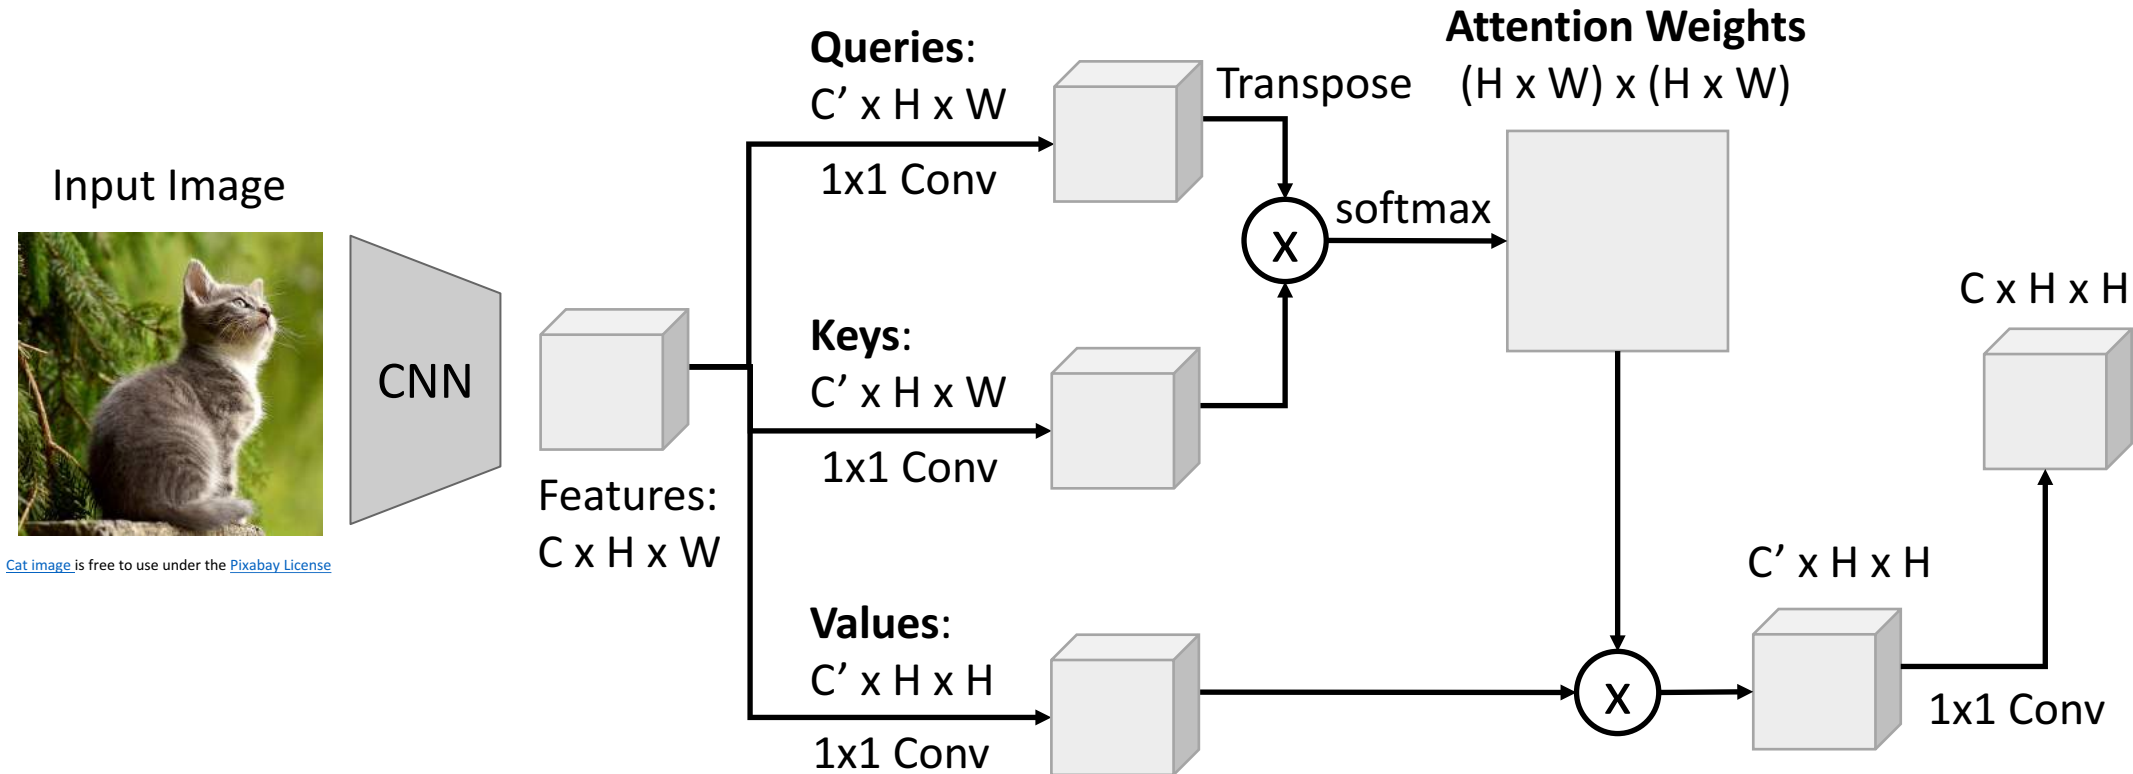 Input Image
Cat image is free to use under the Pixabay License
CNN
Features:
C x H x W
Queries:
C’ x H x W
1x1 Conv
Keys:
C’ x H x W
1x1 Conv
Values:
C’ x H x H
1x1 Conv
Transpose
X
softmax
Attention Weights
(H x W) x (H x W)
X
C’ x H x H
1x1 Conv
C x H x H